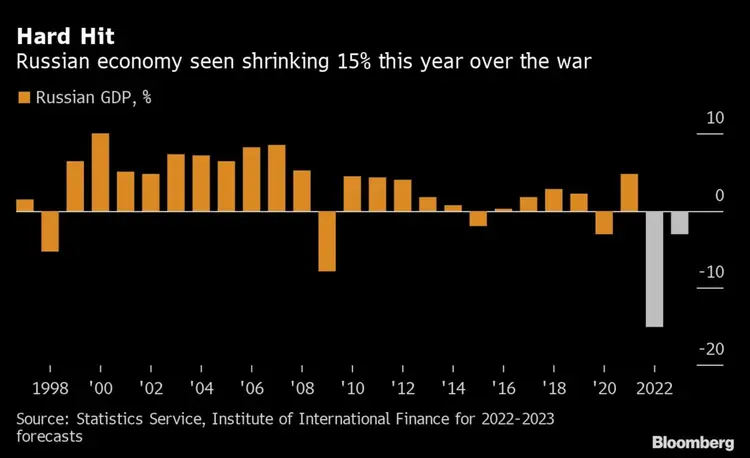 Hard Hit
Russian economy seen shrinking 15% this year over the war
Russian GDP, %
10
0
-10
-20
1998 '00 '02 '04 '06 '08 '10 '12 '14 '16 '18 '20 2022
Source: Statistics Service, Institute of International Finance for 2022-2023
forecasts
Bloomberg